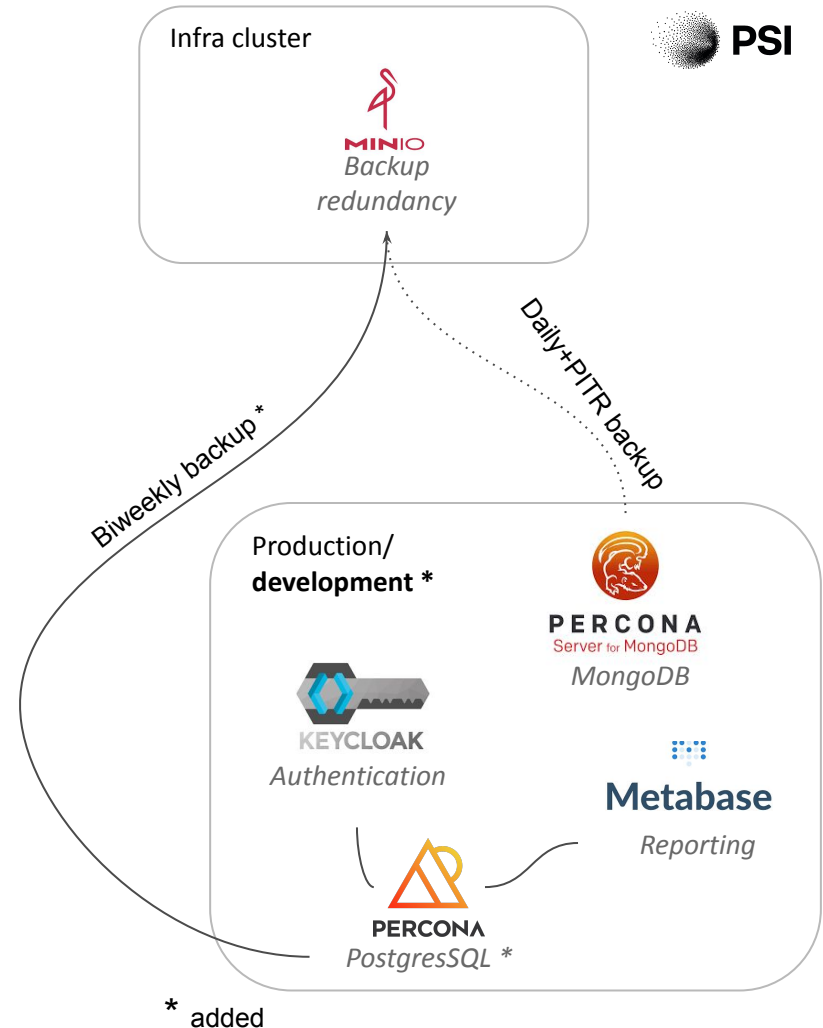 Infra cluster
PSI
MINIO
Backup
redundancy
Daily+PITR backup
Biweekly backup *
Production/
development *
PERCONA
Server for MongoDB
MongoDB
KEYCLOAK
Authentication
Metabase
Reporting
PERCONA
PostgresSQL *
* added